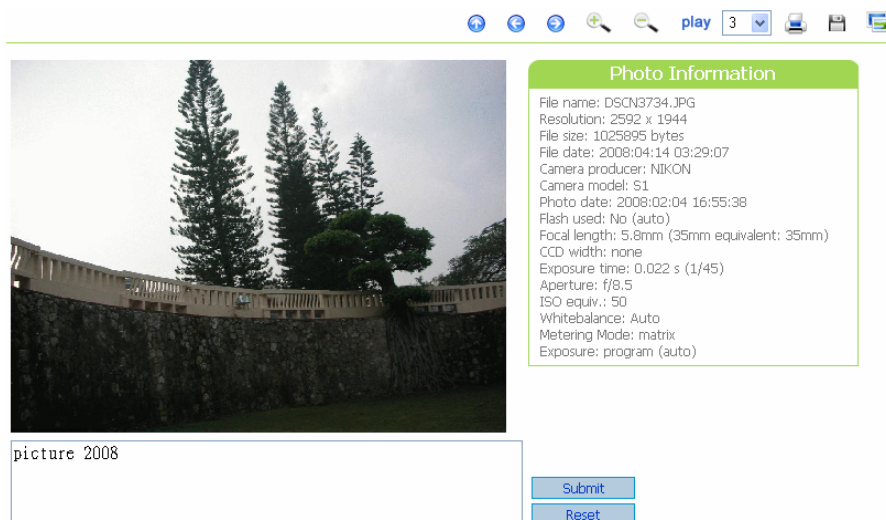 play 3
Photo Information
File name: DSCN3734.JPG
Resolution: 2592 x 1944
File size: 1025895 bytes
File date: 2008:04:14 03:29:07
Camera producer: NIKON
Camera model: S1
Photo date: 2008:02:04 16:55:38
Flash used: No (auto)
Focal length: 5.8mm (35mm equivalent: 35mm)
CCD width: none
Exposure time: 0.022 s (1/45)
Aperture: f/8.5
ISO equiv.: 50
Whitebalance: Auto
Metering Mode: matrix
Exposure: program (auto)
picture 2008
Submit
Reset